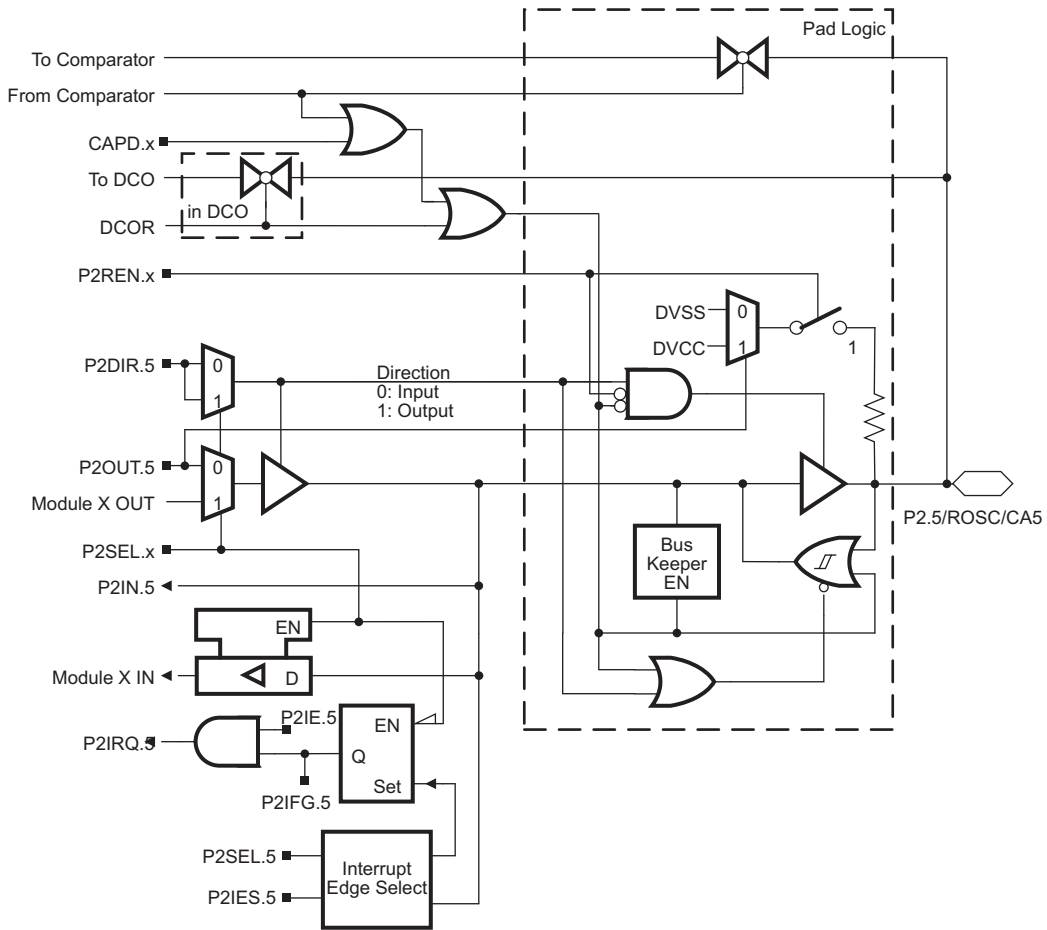 Pad Logic
To Comparator
From Comparator
CAPD.x
To DCO
in DCO
DCOR
P2REN.x
DVSS
0
DVCC
1
1
P2DIR.5
0
1
Direction
0: Input
1: Output
P2OUT.5
0
Module X OUT
1
P2.5/ROSC/CA5
P2SEL.x
Bus
Keeper
EN
P2IN.5
EN
Module X IN
D
P2IE.5
EN
P2IRQ.5
Q
Set
P2IFG.5
P2SEL.5
Interrupt
Edge Select
P2IES.5